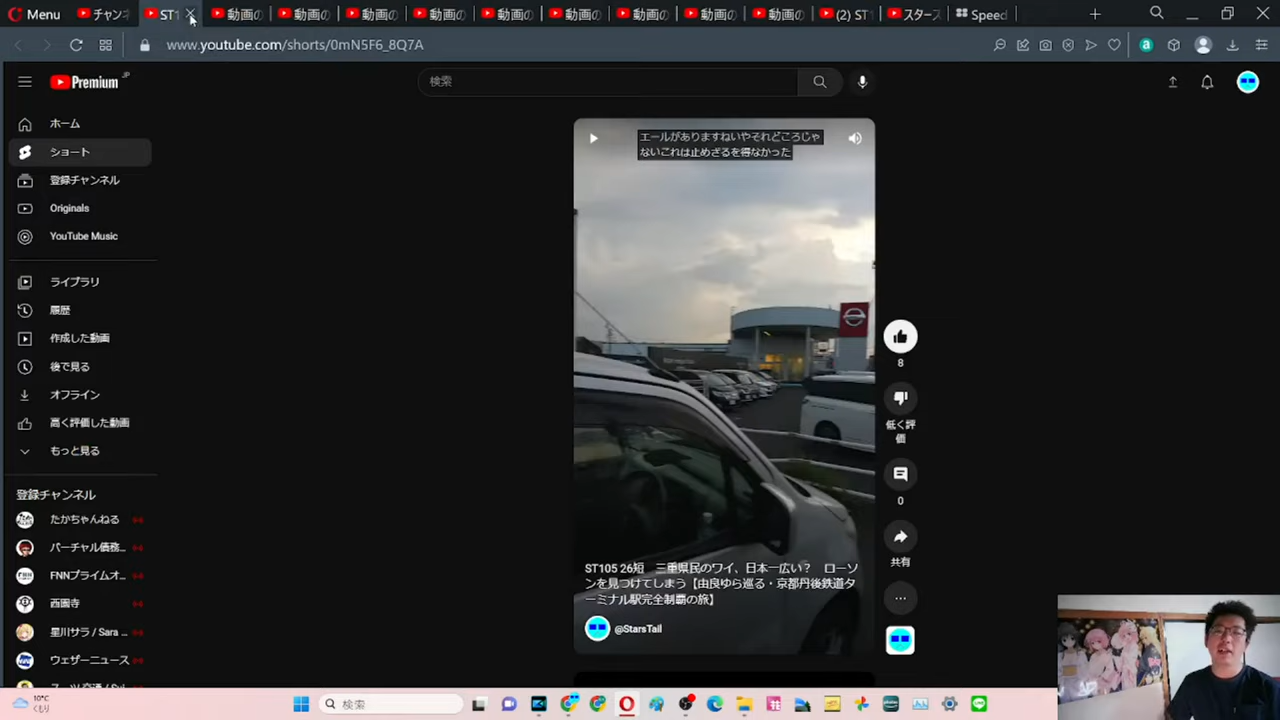 Menu
チャンネ
ST1
動画の
動画の
動画の
動画の
動画の
動画の
動画の
動画の
動画の
(2) ST
スターズ
Speed
www.youtube.com/shorts/0mN5F6_8Q7A
Premium JP
検索
ホーム
ショート
登録チャンネル
Originals
YouTube Music
ライブラリ
履歴
作成した動画
後で見る
オフライン
高く評価した動画
もっと見る
登録チャンネル
たかちゃんねる
バーチャル債務...
FNNプライムオ...
西園寺
星川サラ / Sara ...
ウェザーニュース
エールがありますねいやそれどころじゃ
ないこれは止めざるを得なかった
8
低く評
価
0
共有
ST105 26短 三重県民のワイ、日本一広い？ ローソ
ンを見つけてしまう【由良ゆら巡る・京都丹後鉄道タ
ーミナル駅完全制覇の旅】
@StarsTail
10°C
くもり
検索